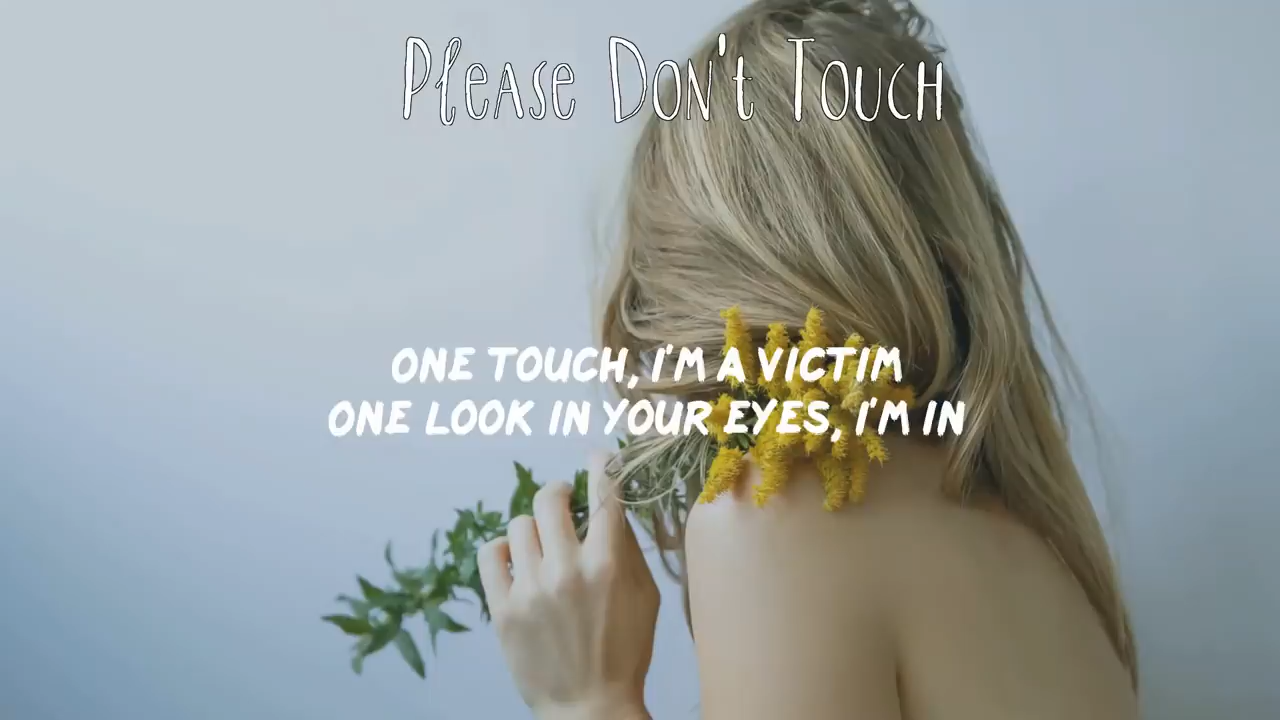 Please Don't Touch
ONE TOUCH, I'M A VICTIM
ONE LOOK IN YOUR EYES, I'M IN